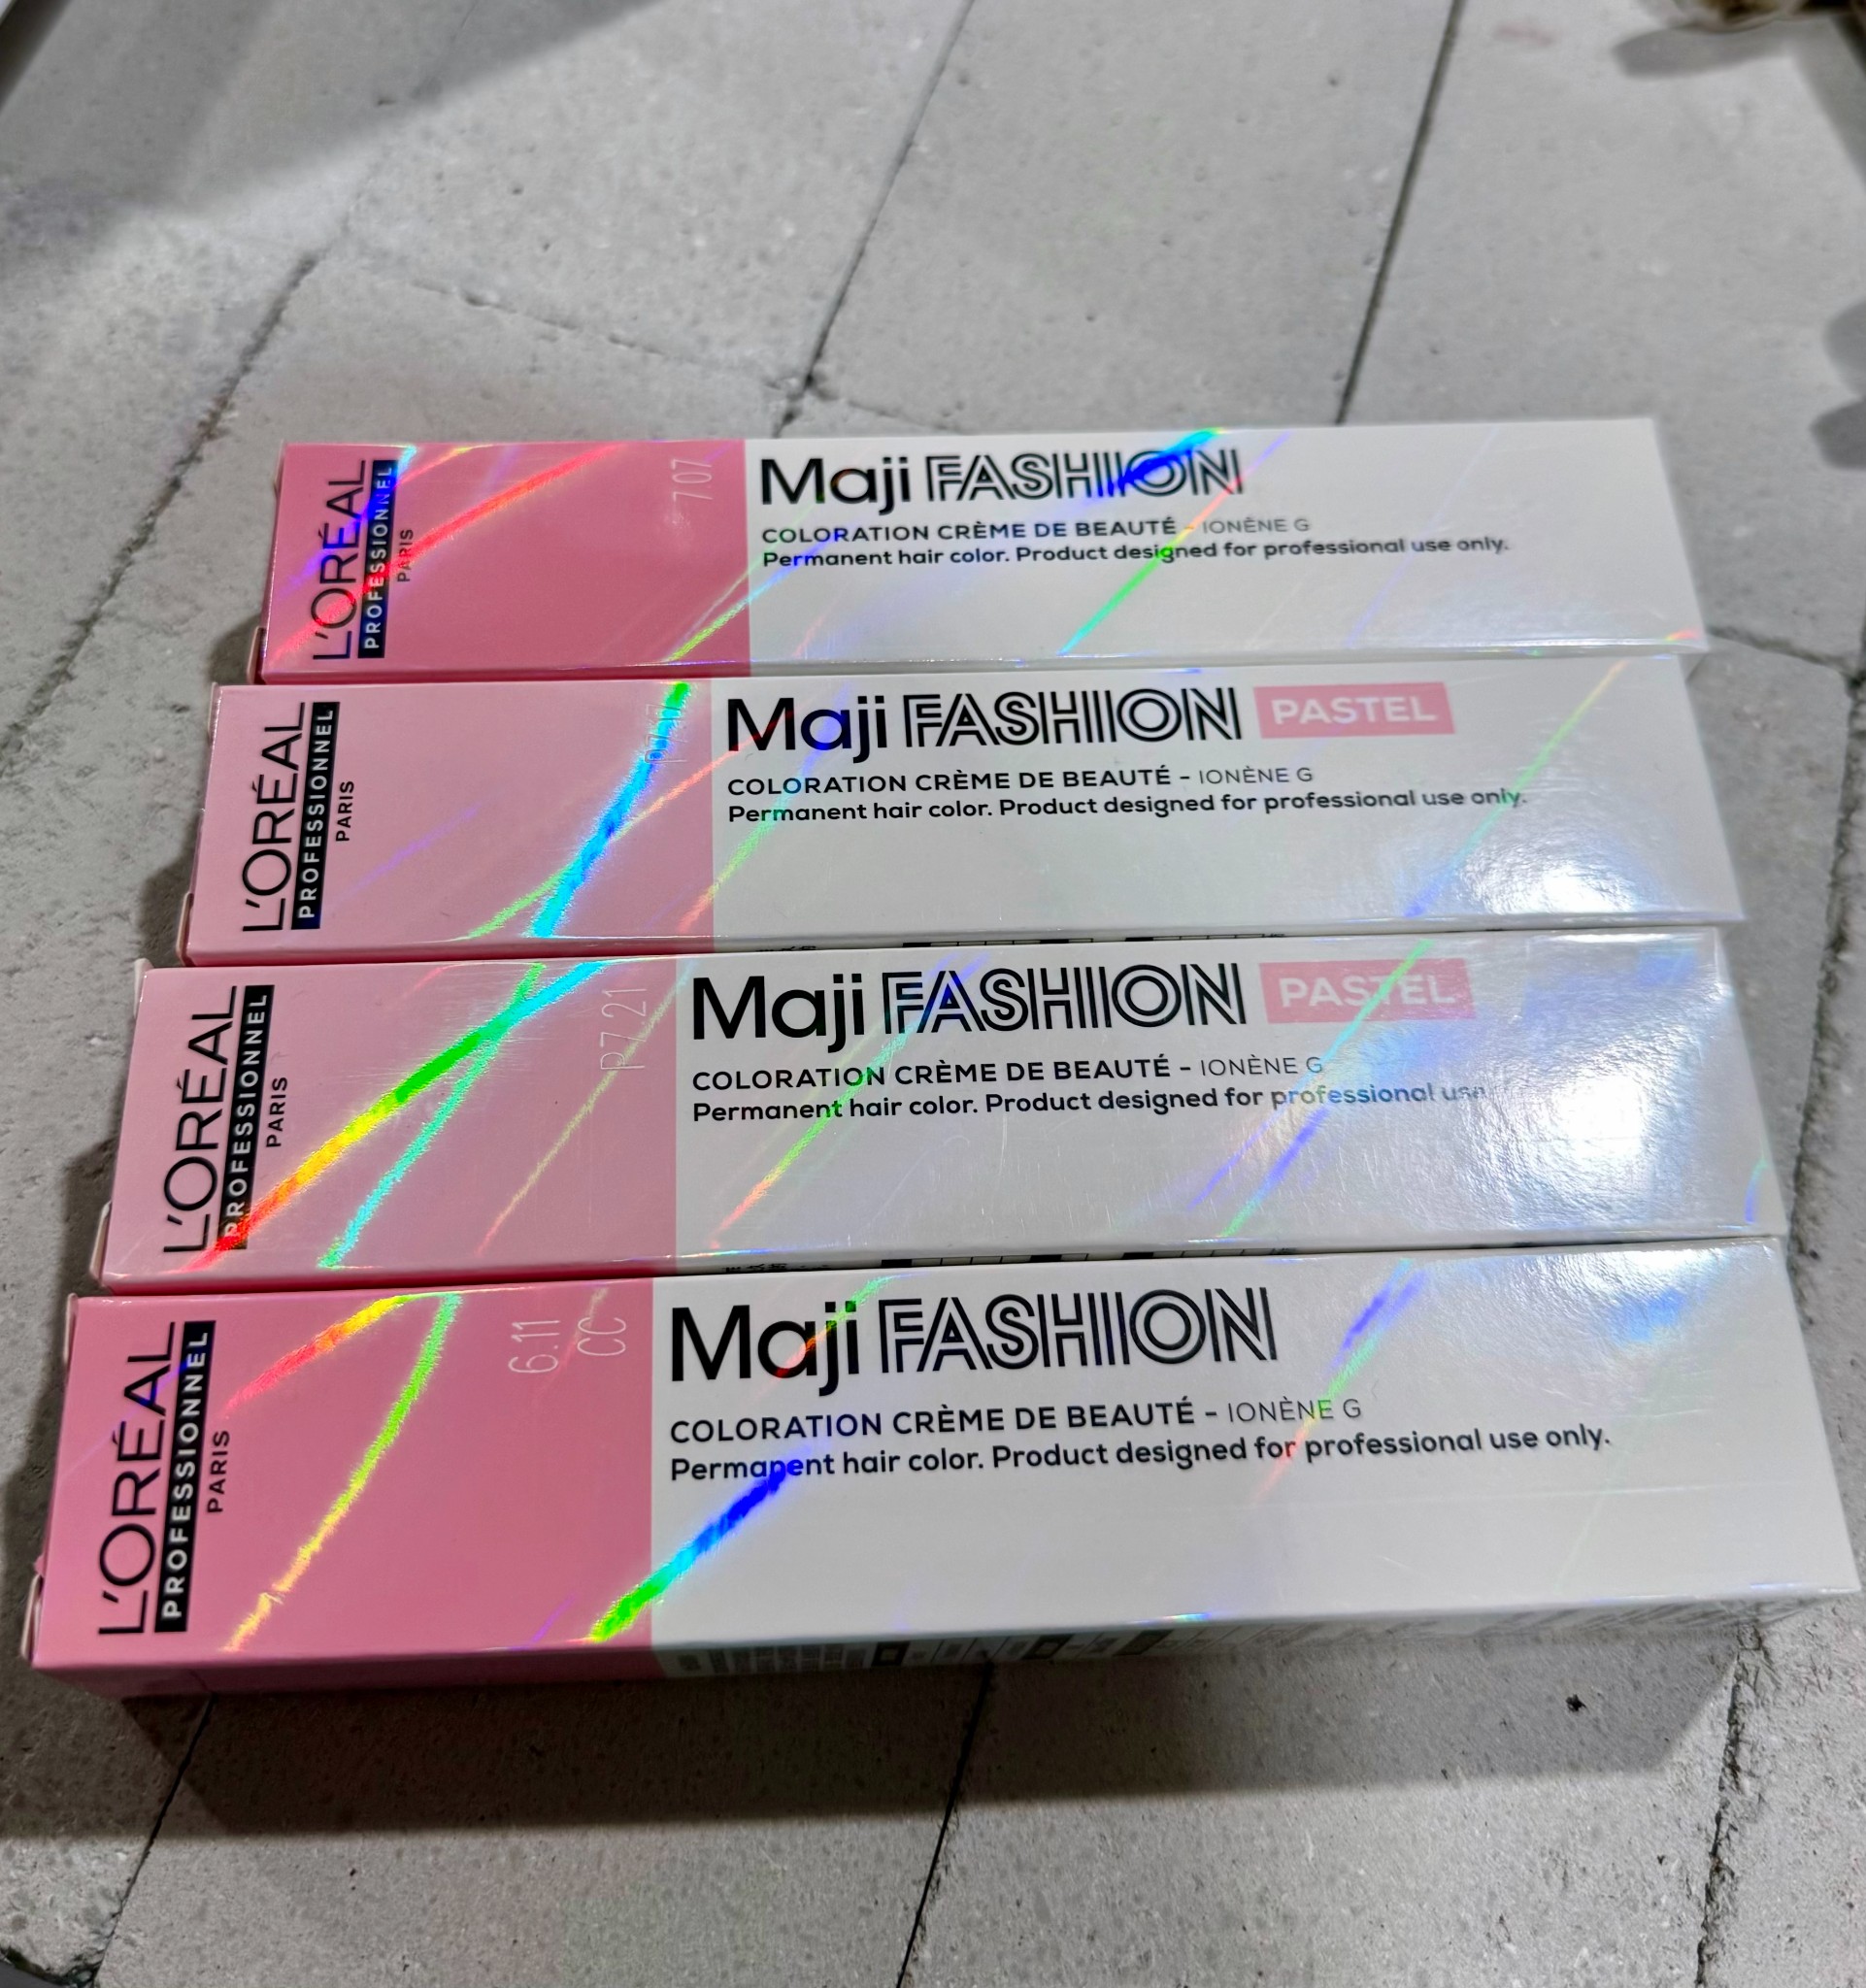 L'ORÉAL
PROFESSIONNEL
PARIS
7.07
Maji FASHION
COLORATION CRÈME DE BEAUTÉ - IONÈNE G
Permanent hair color. Product designed for professional use only.
L'ORÉAL
PROFESSIONNEL
PARIS
Maji FASHION PASTEL
COLORATION CRÈME DE BEAUTÉ - IONÈNE G
Permanent hair color. Product designed for professional use only.
L'ORÉAL
PROFESSIONNEL
PARIS
P7.21
Maji FASHION PASTEL
COLORATION CRÈME DE BEAUTÉ - IONÈNE G
Permanent hair color. Product designed for professional use
L'ORÉAL
PROFESSIONNEL
PARIS
6.11
CC
Maji FASHION
COLORATION CRÈME DE BEAUTÉ - IONÈNE G
Permanent hair color. Product designed for professional use only.